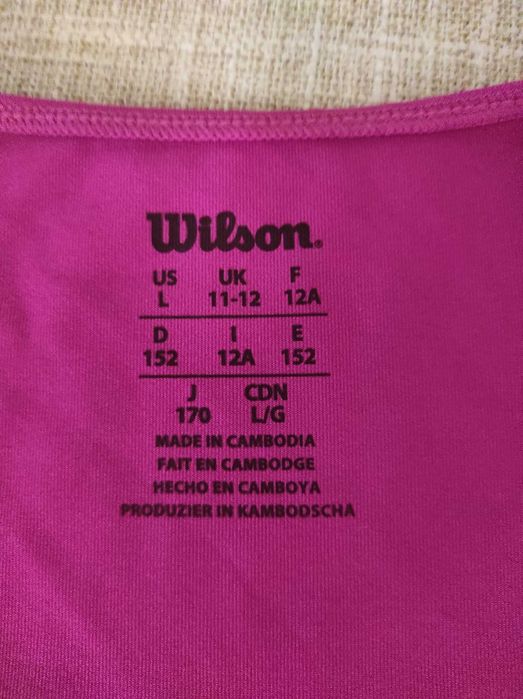 Wilson.
US UK F
L 11-12 12A
D I E
152 12A 152
J CDN
170 L/G
MADE IN CAMBODIA
FAIT EN CAMBODGE
HECHO EN CAMBOYA
PRODUZIER IN KAMBODSCHA